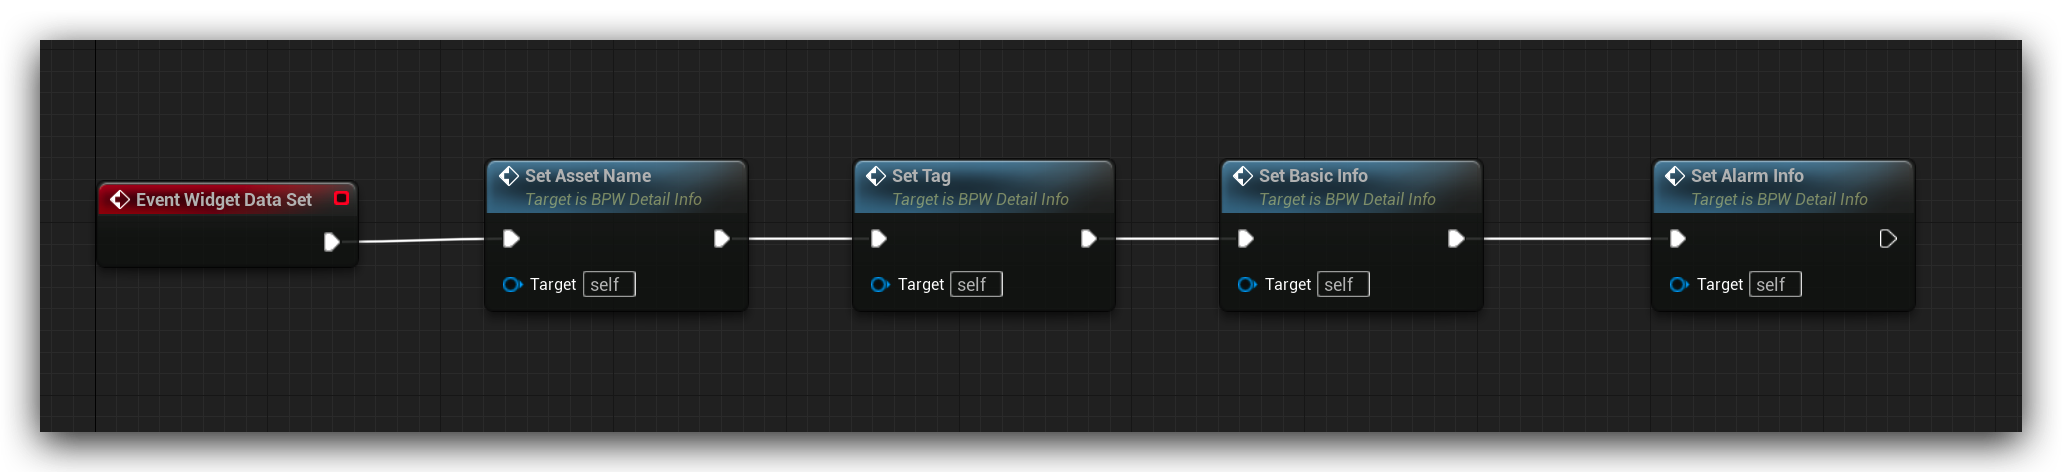 Event Widget Data Set
Set Asset Name
Target is BPW Detail Info
Target self
Set Tag
Target is BPW Detail Info
Target self
Set Basic Info
Target is BPW Detail Info
Target self
Set Alarm Info
Target is BPW Detail Info
Target self